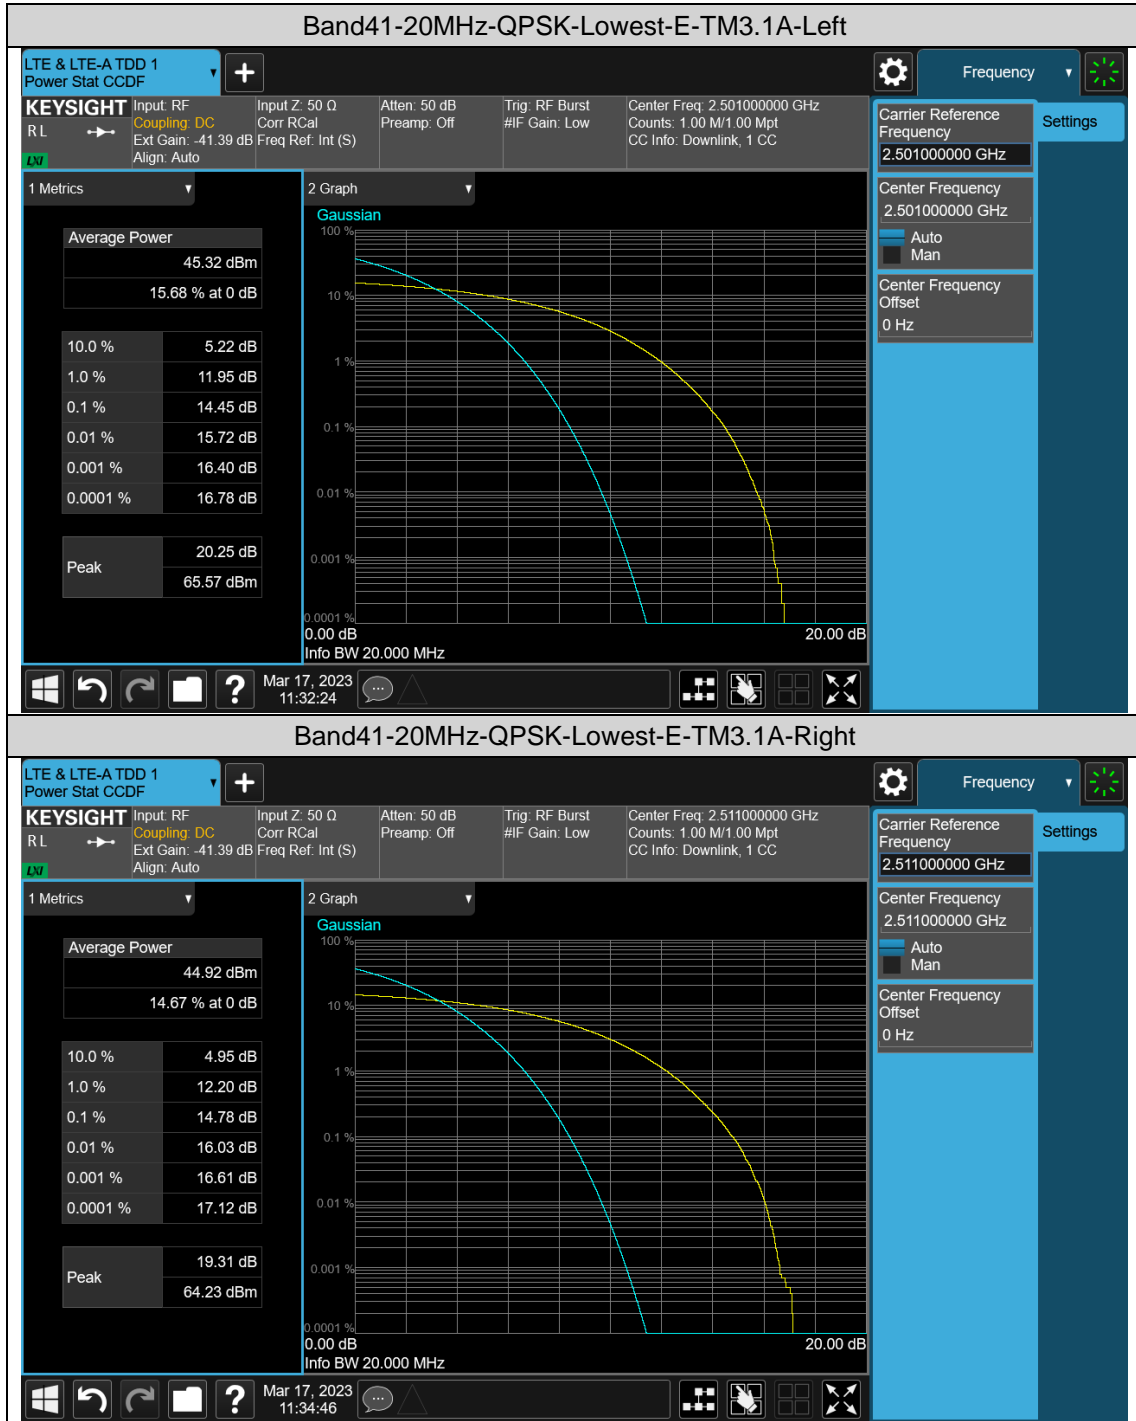 Band41-20MHz-QPSK-Lowest-E-TM3.1A-Left
LTE & LTE-A TDD 1
Power Stat CCDF
Frequency
KEYSIGHT
R L
LXI
Input: RF
Coupling: DC
Ext Gain: -41.39 dB
Align: Auto
Input Z: 50 Ω
Corr RCal
Freq Ref: Int (S)
Atten: 50 dB
Preamp: Off
Trig: RF Burst
#IF Gain: Low
Center Freq: 2.501000000 GHz
Counts: 1.00 M/1.00 Mpt
CC Info: Downlink, 1 CC
Carrier Reference
Frequency
2.501000000 GHz
Settings
Center Frequency
2.501000000 GHz
Auto
Man
Center Frequency
Offset
0 Hz
1 Metrics
Average Power
45.32 dBm
15.68 % at 0 dB
10.0 % 5.22 dB
1.0 % 11.95 dB
0.1 % 14.45 dB
0.01 % 15.72 dB
0.001 % 16.40 dB
0.0001 % 16.78 dB
Peak
20.25 dB
65.57 dBm
2 Graph
Gaussian
100 %
10 %
1 %
0.1 %
0.01 %
0.001 %
0.0001 %
0.00 dB 20.00 dB
Info BW 20.000 MHz
?
Mar 17, 2023
11:32:24
Band41-20MHz-QPSK-Lowest-E-TM3.1A-Right
LTE & LTE-A TDD 1
Power Stat CCDF
Frequency
KEYSIGHT
R L
LXI
Input: RF
Coupling: DC
Ext Gain: -41.39 dB
Align: Auto
Input Z: 50 Ω
Corr RCal
Freq Ref: Int (S)
Atten: 50 dB
Preamp: Off
Trig: RF Burst
#IF Gain: Low
Center Freq: 2.511000000 GHz
Counts: 1.00 M/1.00 Mpt
CC Info: Downlink, 1 CC
Carrier Reference
Frequency
2.511000000 GHz
Settings
Center Frequency
2.511000000 GHz
Auto
Man
Center Frequency
Offset
0 Hz
1 Metrics
Average Power
44.92 dBm
14.67 % at 0 dB
10.0 % 4.95 dB
1.0 % 12.20 dB
0.1 % 14.78 dB
0.01 % 16.03 dB
0.001 % 16.61 dB
0.0001 % 17.12 dB
Peak
19.31 dB
64.23 dBm
2 Graph
Gaussian
100 %
10 %
1 %
0.1 %
0.01 %
0.001 %
0.0001 %
0.00 dB 20.00 dB
Info BW 20.000 MHz
?
Mar 17, 2023
11:34:46